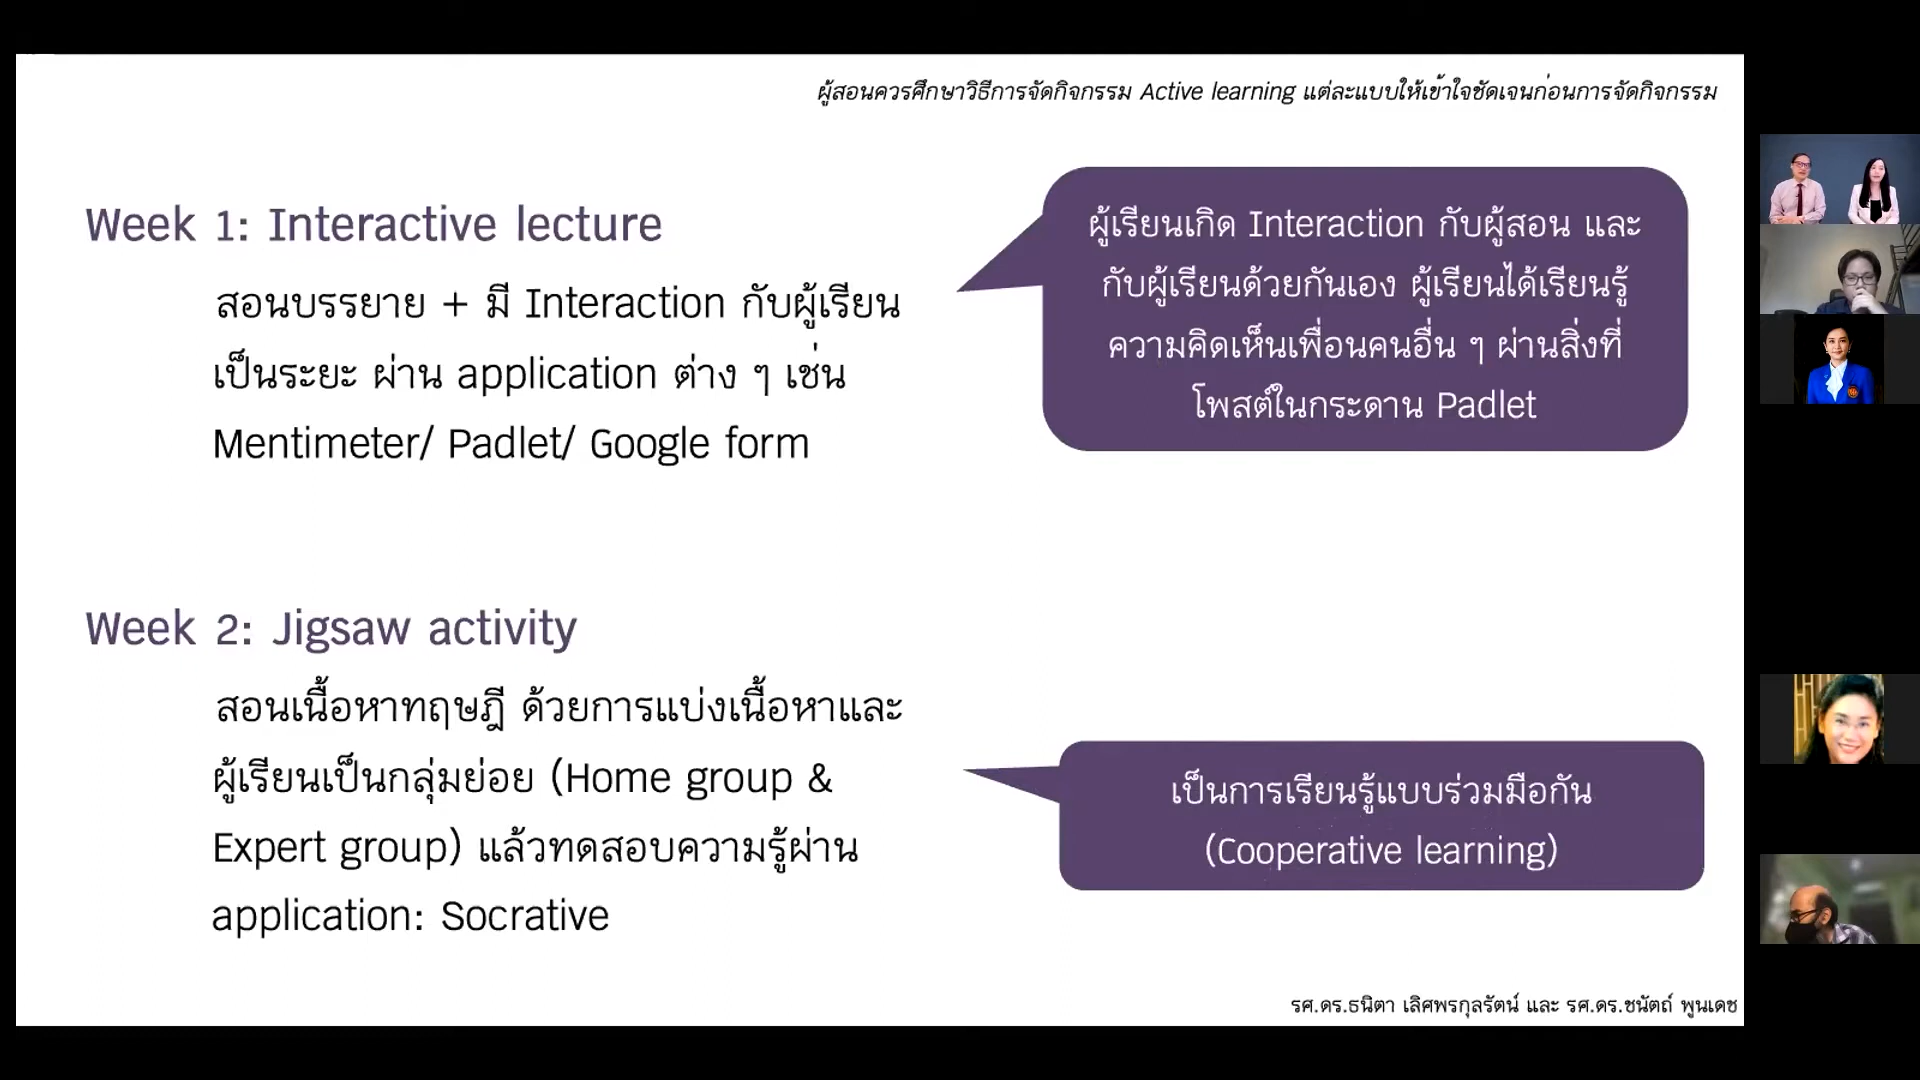 ผู้สอนควรศึกษาวิธีการจัดกิจกรรม Active learning แต่ละแบบให้เข้าใจชัดเจนก่อนการจัดกิจกรรม
Week 1: Interactive lecture
สอนบรรยาย + มี Interaction กับผู้เรียน
เป็นระยะ ผ่าน application ต่าง ๆ เช่น
Mentimeter/ Padlet/ Google form
ผู้เรียนเกิด Interaction กับผู้สอน และ
กับผู้เรียนด้วยกันเอง ผู้เรียนได้เรียนรู้
ความคิดเห็นเพื่อนคนอื่น ๆ ผ่านสิ่งที่
โพสต์ในกระดาน Padlet
Week 2: Jigsaw activity
สอนเนื้อหาทฤษฎี ด้วยการแบ่งเนื้อหาและ
ผู้เรียนเป็นกลุ่มย่อย (Home group &
Expert group) แล้วทดสอบความรู้ผ่าน
application: Socrative
เป็นการเรียนรู้แบบร่วมมือกัน
(Cooperative learning)
รศ.ดร.ธนิตา เลิศพรกุลรัตน์ และ รศ.ดร.ชนัตถ์ พูนเดช